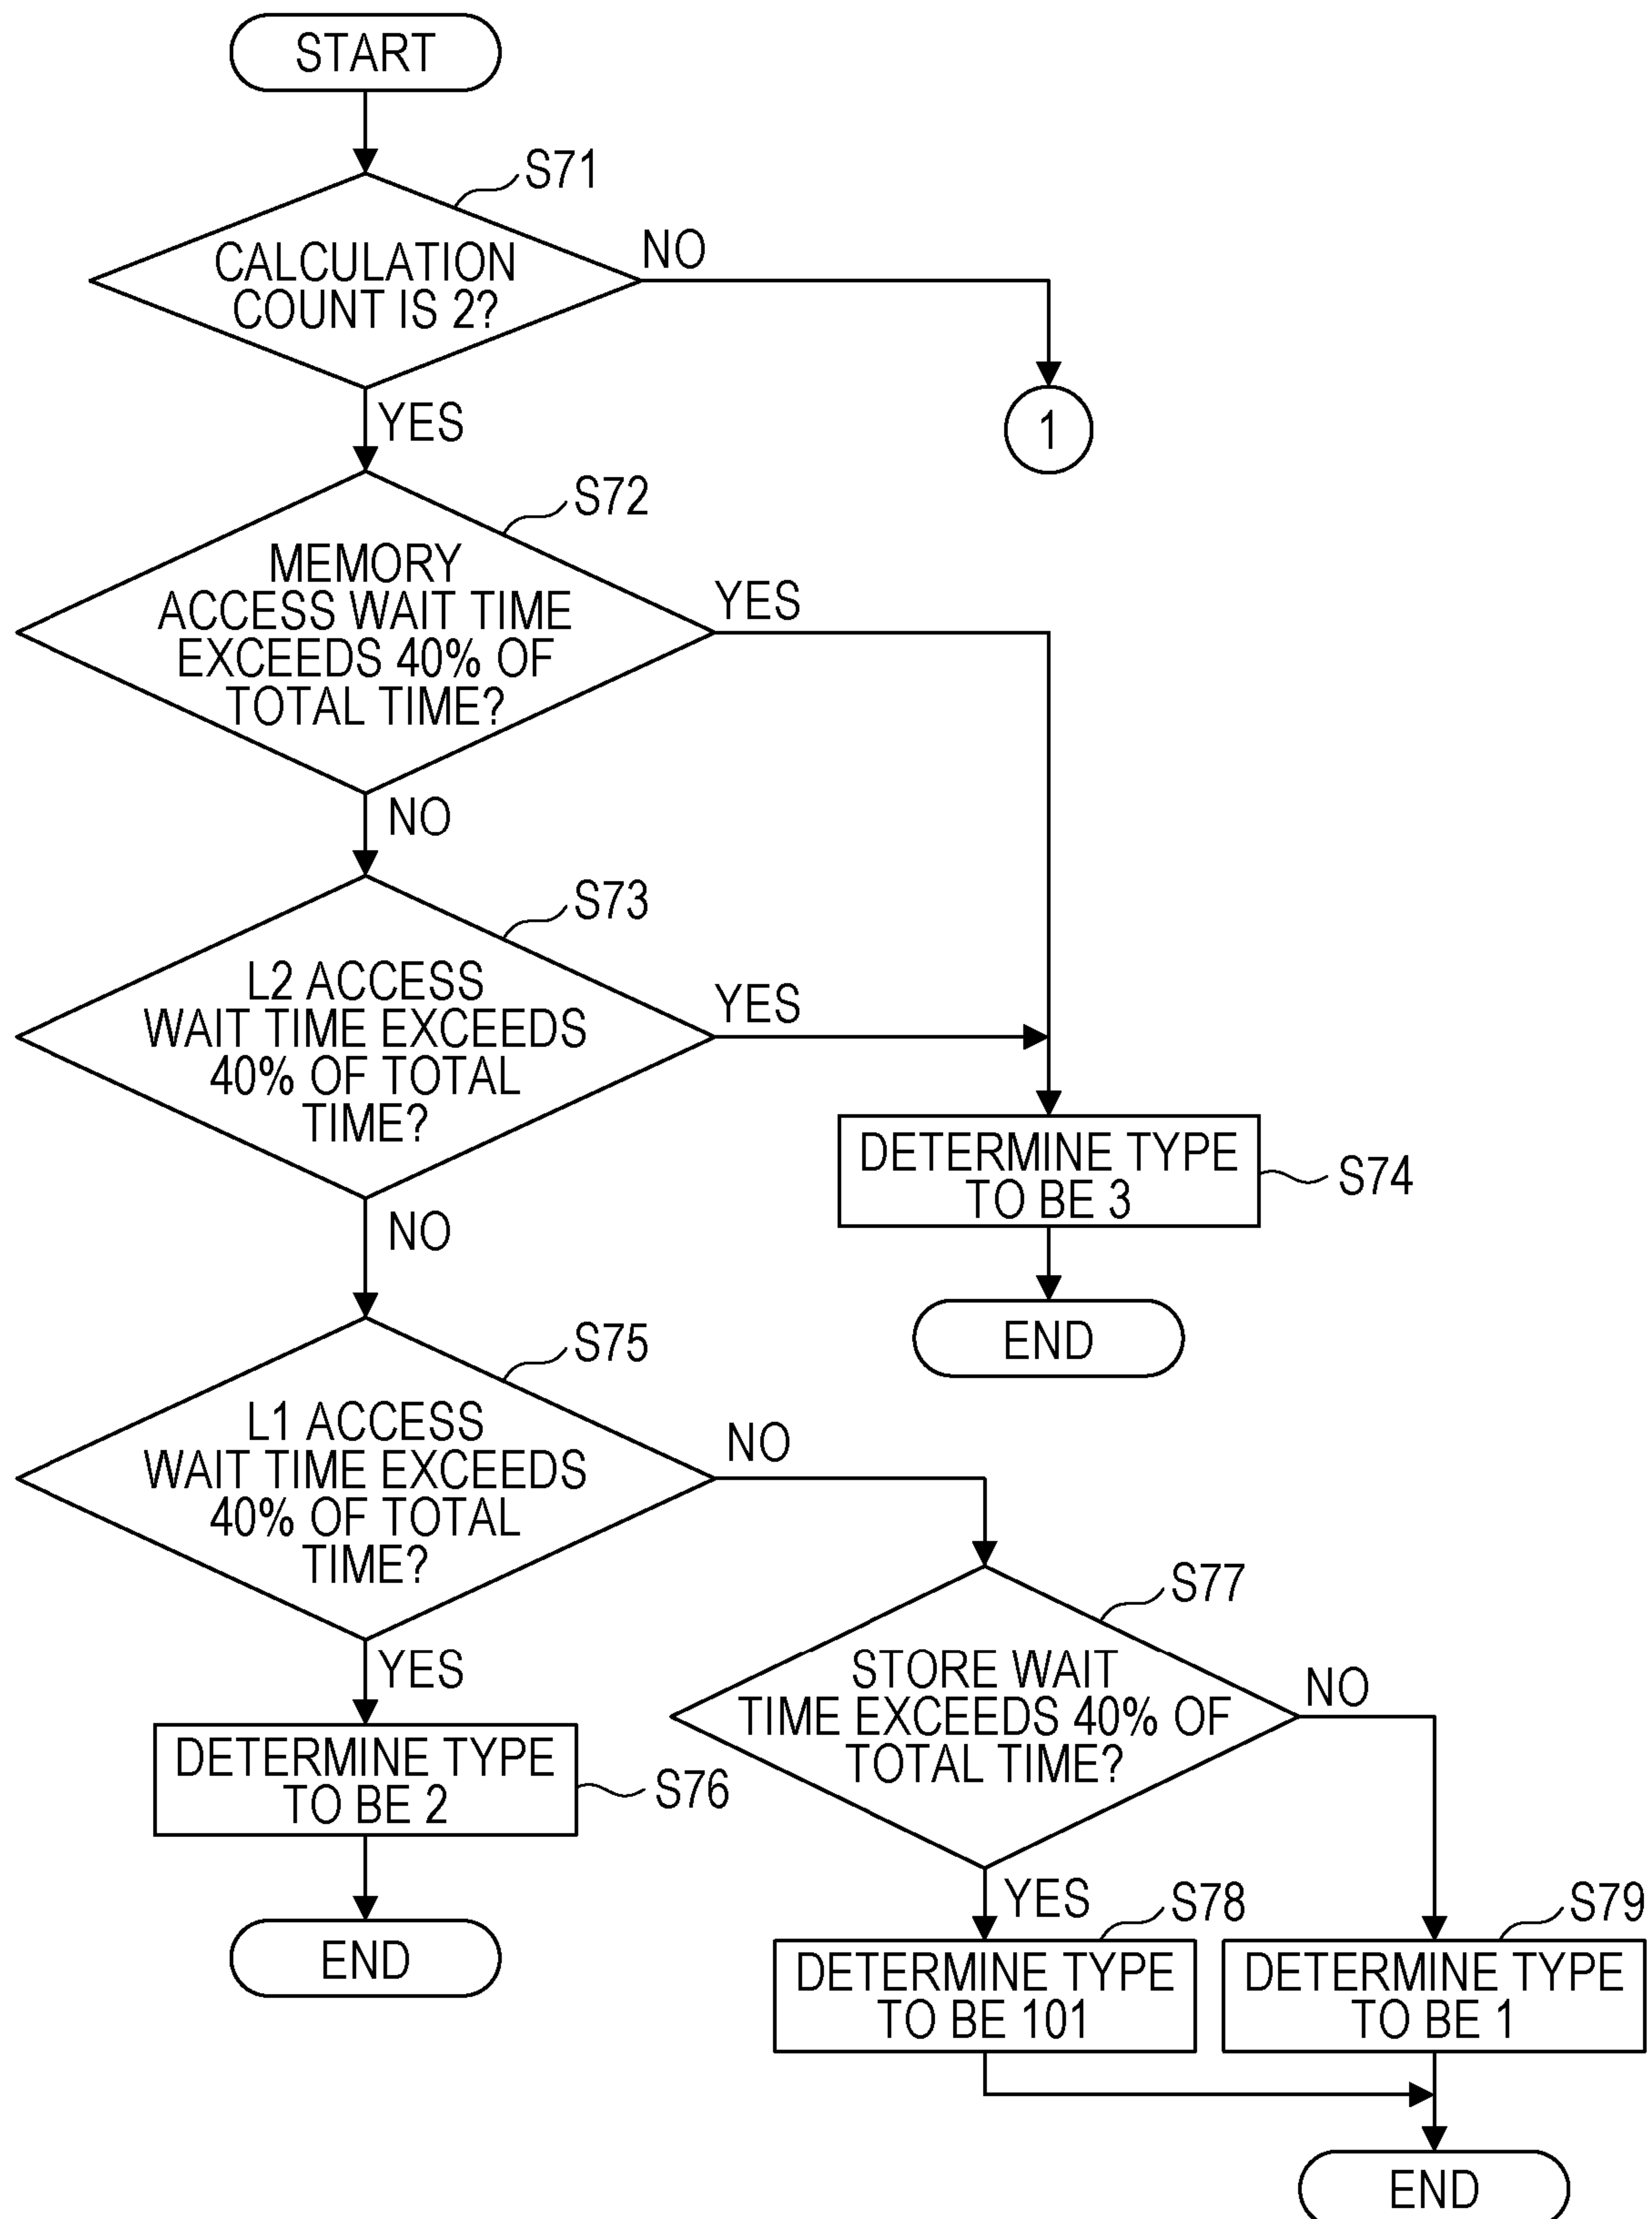 START
S71
CALCULATION
COUNT IS 2?
NO
1
YES
S72
MEMORY
ACCESS WAIT TIME
EXCEEDS 40% OF
TOTAL TIME?
YES
NO
S73
L2 ACCESS
WAIT TIME EXCEEDS
40% OF TOTAL
TIME?
YES
DETERMINE TYPE
TO BE 3
S74
NO
END
S75
L1 ACCESS
WAIT TIME EXCEEDS
40% OF TOTAL
TIME?
NO
S77
STORE WAIT
TIME EXCEEDS 40% OF
TOTAL TIME?
NO
YES
DETERMINE TYPE
TO BE 2
S76
END
YES
S78
DETERMINE TYPE
TO BE 101
S79
DETERMINE TYPE
TO BE 1
END